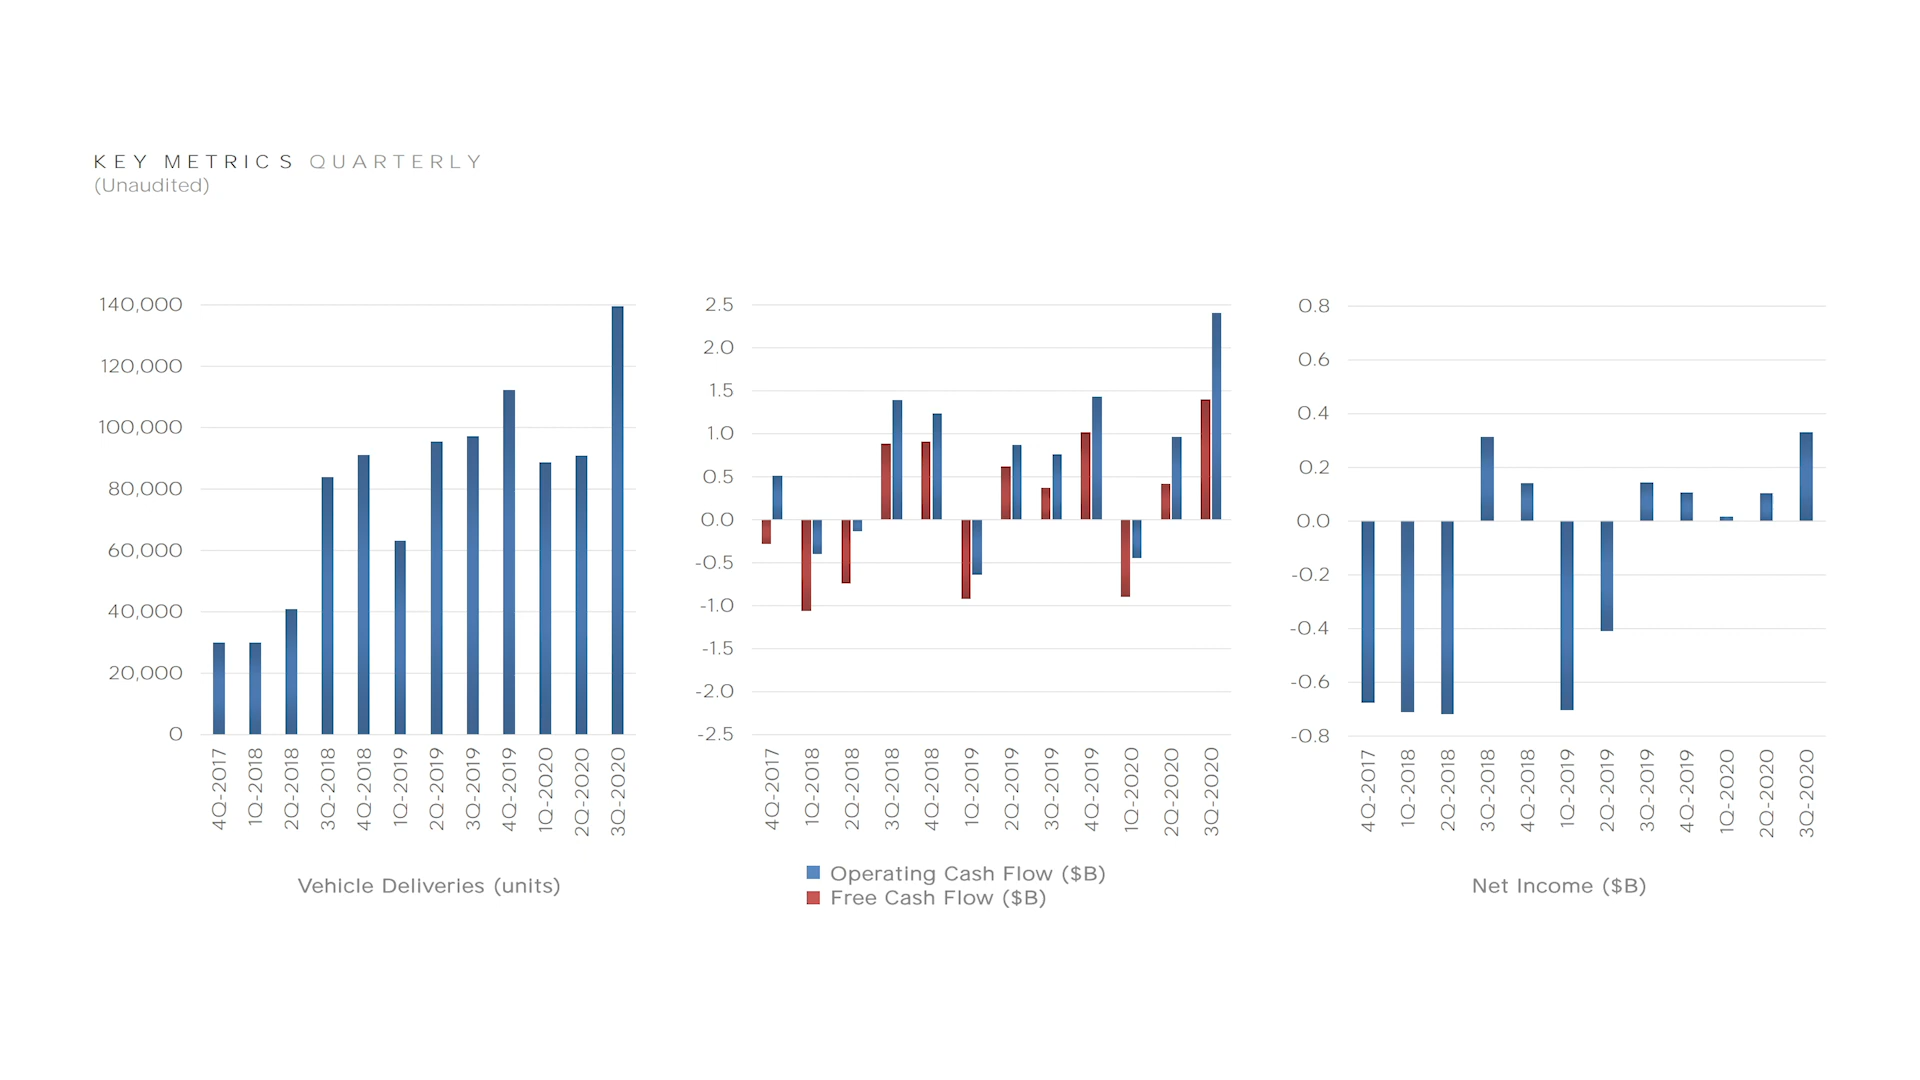 KEY METRICS QUARTERLY
(Unaudited)
140,000
120,000
100,000
80,000
60,000
40,000
20,000
0
4Q-2017
1Q-2018
2Q-2018
3Q-2018
4Q-2018
1Q-2019
2Q-2019
3Q-2019
4Q-2019
1Q-2020
2Q-2020
3Q-2020
Vehicle Deliveries (units)
2.5
2.0
1.5
1.0
0.5
0.0
-0.5
-1.0
-1.5
-2.0
-2.5
4Q-2017
1Q-2018
2Q-2018
3Q-2018
4Q-2018
1Q-2019
2Q-2019
3Q-2019
4Q-2019
1Q-2020
2Q-2020
3Q-2020
Operating Cash Flow ($B)
Free Cash Flow ($B)
0.8
0.6
0.4
0.2
0.0
-0.2
-0.4
-0.6
-0.8
4Q-2017
1Q-2018
2Q-2018
3Q-2018
4Q-2018
1Q-2019
2Q-2019
3Q-2019
4Q-2019
1Q-2020
2Q-2020
3Q-2020
Net Income ($B)